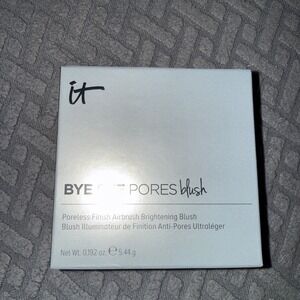 it
BYE PORES blush
Poreless Finish Airbrush Brightening Blush
Blush Illuminateur de Finition Anti-Pores Ultroléger
Net Wt. 0.192 oz. ℮ 5.44 g